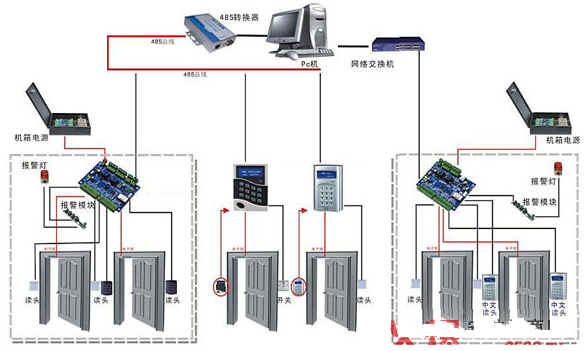 485转换器
485总线
Pc机
网络交换机
485总线
机箱电源
机箱电源
报警灯
报警灯
报警模块
报警模块
电子锁
电子锁
电子锁
电子锁
电子锁
电子锁
读头
读头
读头
开关
读头
读头
中文
读头
中文
读头